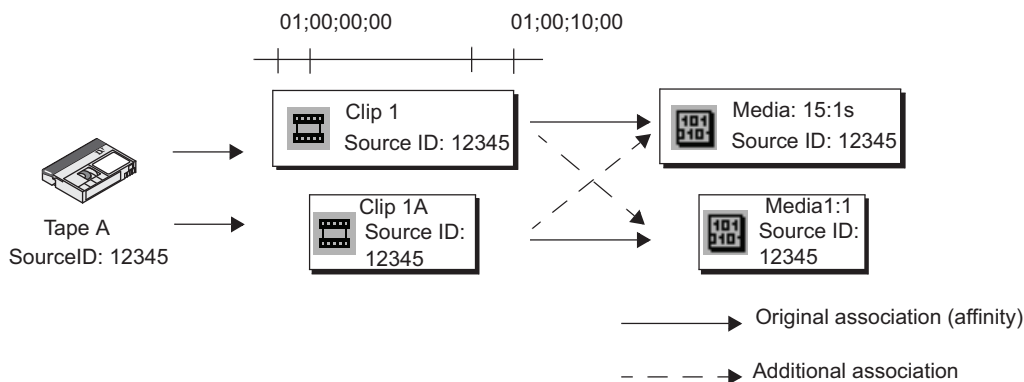 01;00;00;00
01;00;10;00
Clip 1
Source ID: 12345
Media: 15:1s
Source ID: 12345
Tape A
SourceID: 12345
Clip 1A
Source ID:
12345
Media1:1
Source ID:
12345
Original association (affinity)
Additional association